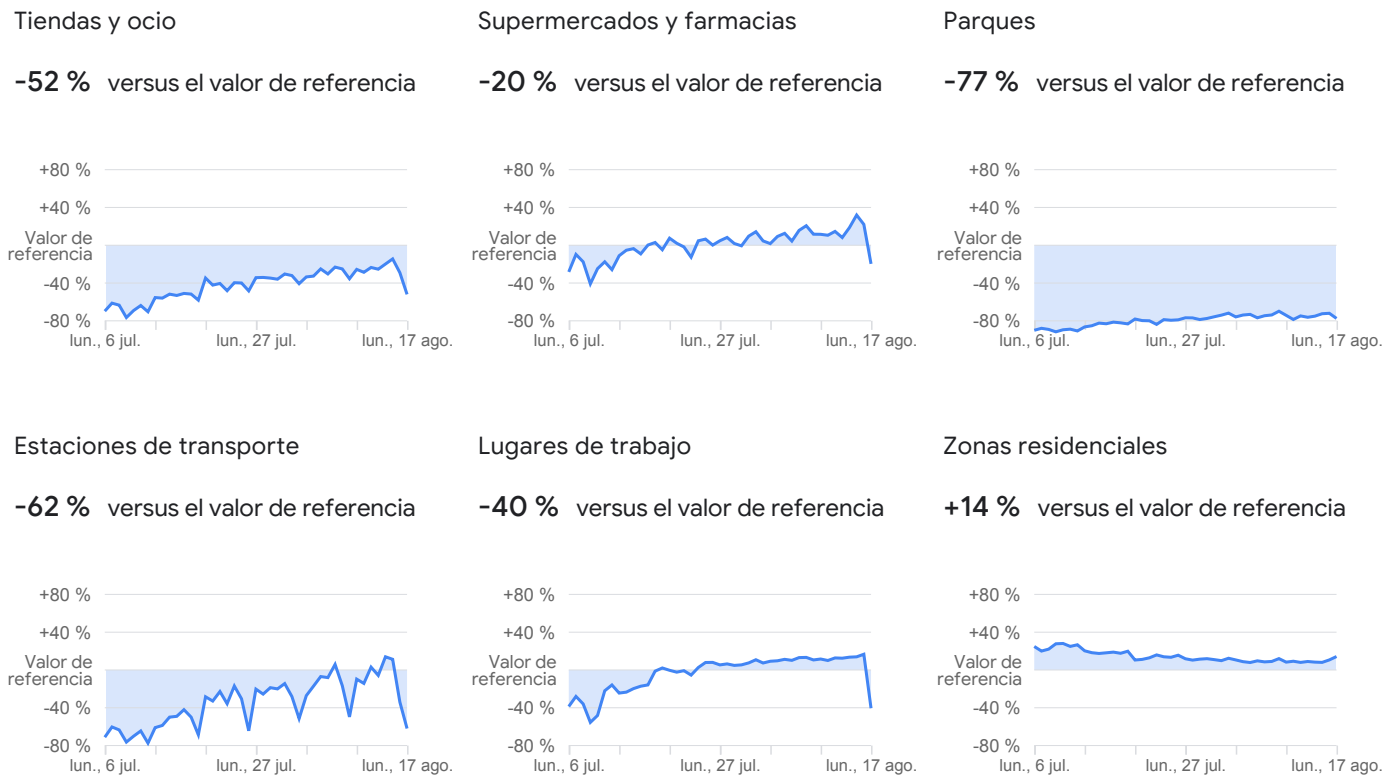 Tiendas y ocio
-52 % versus el valor de referencia
+80 %
+40 %
Valor de
referencia
-40 %
-80 %
lun., 6 jul.
lun., 27 jul.
lun., 17 ago.
Supermercados y farmacias
-20 % versus el valor de referencia
+80 %
+40 %
Valor de
referencia
-40 %
-80 %
lun., 6 jul.
lun., 27 jul.
lun., 17 ago.
Parques
-77 % versus el valor de referencia
+80 %
+40 %
Valor de
referencia
-40 %
-80 %
lun., 6 jul.
lun., 27 jul.
lun., 17 ago.
Estaciones de transporte
-62 % versus el valor de referencia
+80 %
+40 %
Valor de
referencia
-40 %
-80 %
lun., 6 jul.
lun., 27 jul.
lun., 17 ago.
Lugares de trabajo
-40 % versus el valor de referencia
+80 %
+40 %
Valor de
referencia
-40 %
-80 %
lun., 6 jul.
lun., 27 jul.
lun., 17 ago.
Zonas residenciales
+14 % versus el valor de referencia
+80 %
+40 %
Valor de
referencia
-40 %
-80 %
lun., 6 jul.
lun., 27 jul.
lun., 17 ago.